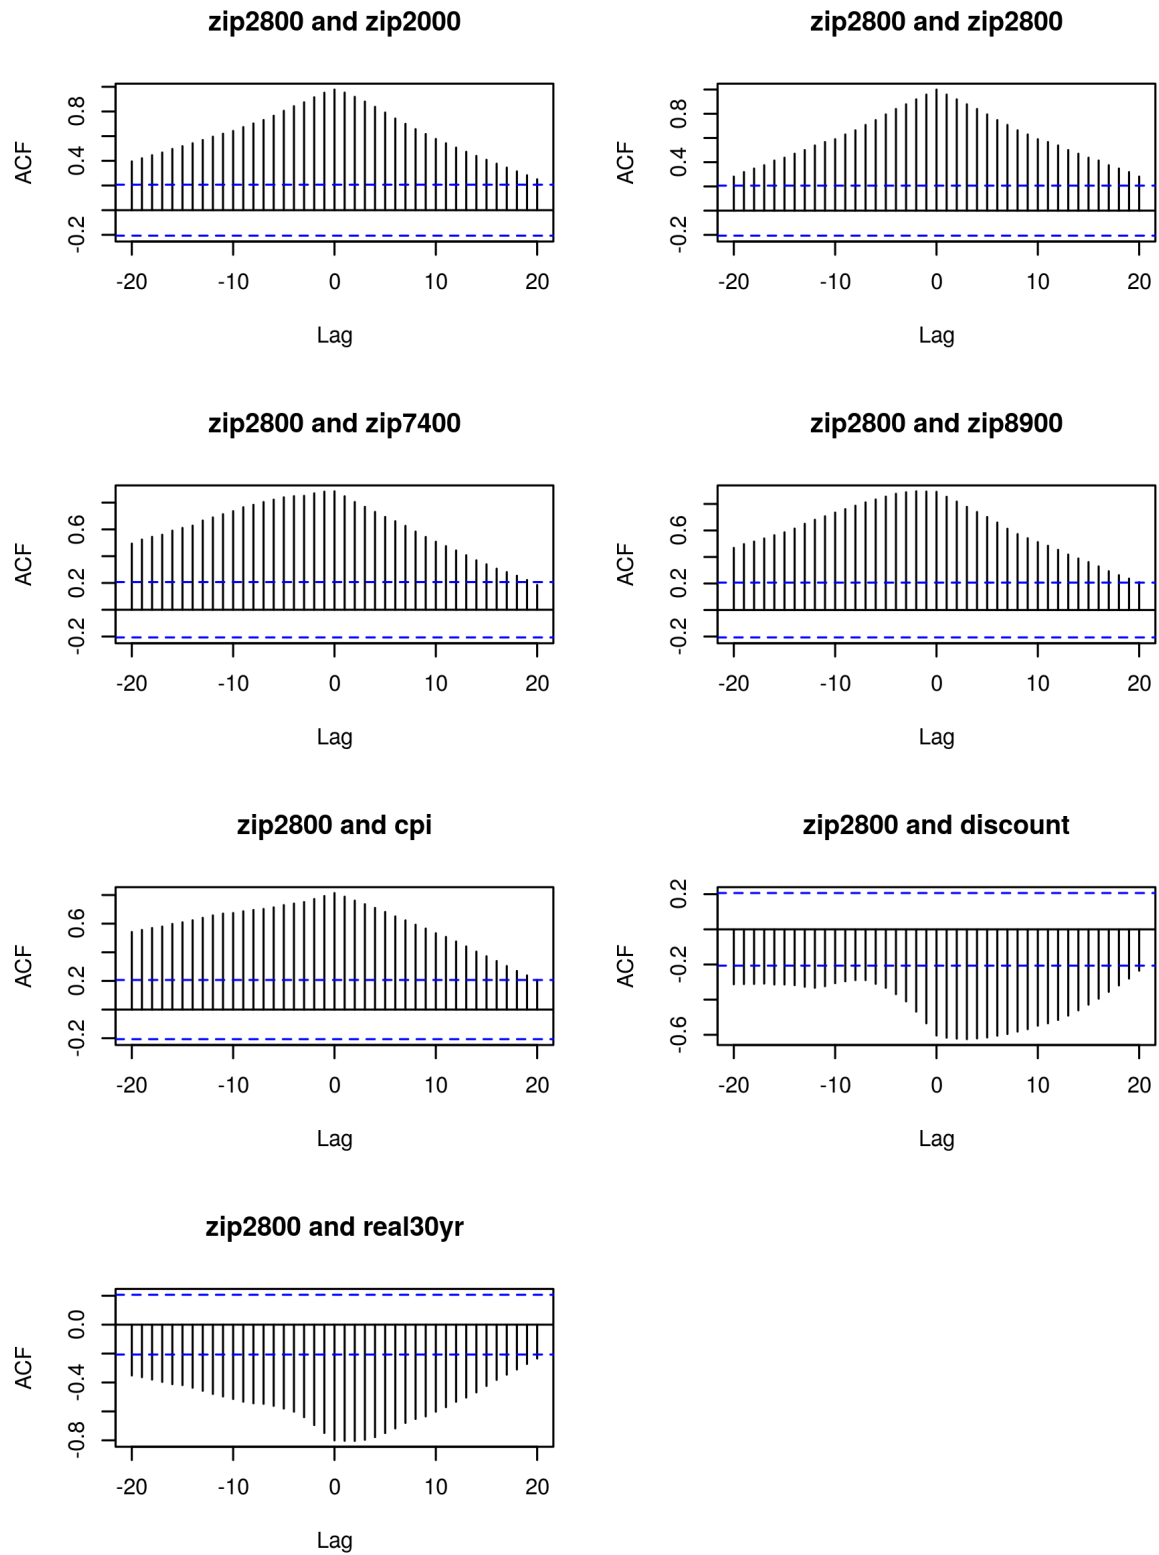 zip2800 and zip2000
ACF
-0.2 0.4 0.8
-20 -10 0 10 20
Lag
zip2800 and zip2800
ACF
-0.2 0.4 0.8
-20 -10 0 10 20
Lag
zip2800 and zip7400
ACF
-0.2 0.2 0.6
-20 -10 0 10 20
Lag
zip2800 and zip8900
ACF
-0.2 0.2 0.6
-20 -10 0 10 20
Lag
zip2800 and cpi
ACF
-0.2 0.2 0.6
-20 -10 0 10 20
Lag
zip2800 and discount
ACF
-0.6 -0.2 0.2
-20 -10 0 10 20
Lag
zip2800 and real30yr
ACF
-0.8 -0.4 0.0
-20 -10 0 10 20
Lag